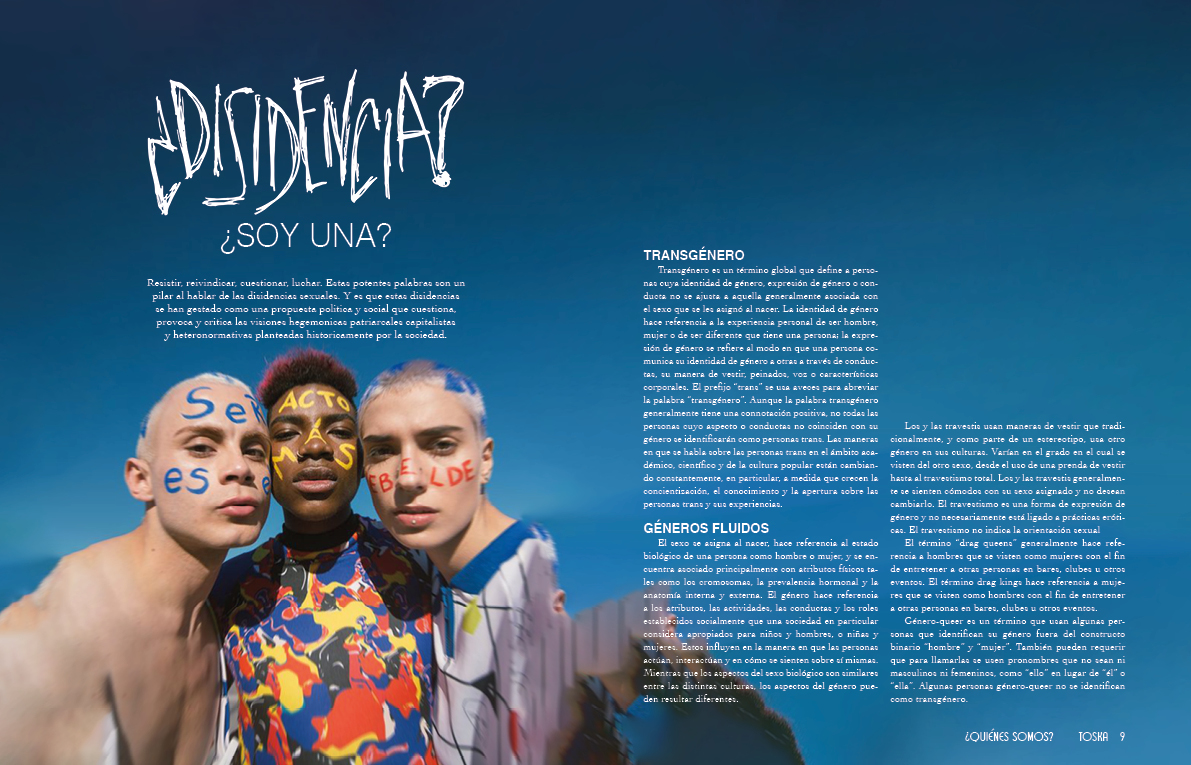 ¿DISIDENCIA?
¿SOY UNA?
Resistir, reivindicar, cuestionar, luchar. Estas potentes palabras son un
pilar al hablar de las disidencias sexuales. Y es que estas disidencias
se han gestado como una propuesta política y social que cuestiona,
provoca y critica las visiones hegemonicas patriarcales capitalistas
y heteronormativas planteadas historicamente por la sociedad.
ACTO
A
es
TRANSGÉNERO
Transgénero es un término global que define a perso-
nas cuya identidad de género, expresión de género o con-
ducta no se ajusta a aquella generalmente asociada con
el sexo que se les asignó al nacer. La identidad de género
hace referencia a la experiencia personal de ser hombre,
mujer o de ser diferente que tiene una persona; la expre-
sión de género se refiere al modo en que una persona co-
munica su identidad de género a otras a través de conduc-
tas, su manera de vestir, peinados, voz o características
corporales. El prefijo “trans” se usa aveces para abreviar
la palabra “transgénero”. Aunque la palabra transgénero
generalmente tiene una connotación positiva, no todas las
personas cuyo aspecto o conductas no coinciden con su
género se identificarán como personas trans. Las maneras
en que se habla sobre las personas trans en el ámbito aca-
démico, científico y de la cultura popular están cambian-
do constantemente, en particular, a medida que crecen la
concientización, el conocimiento y la apertura sobre las
personas trans y sus experiencias.
GÉNEROS FLUIDOS
El sexo se asigna al nacer, hace referencia al estado
biológico de una persona como hombre o mujer, y se en-
cuentra asociado principalmente con atributos físicos ta-
les como los cromosomas, la prevalencia hormonal y la
anatomía interna y externa. El género hace referencia
a los atributos, las actividades, las conductas y los roles
establecidos socialmente que una sociedad en particular
considera apropiados para niños y hombres, o niñas y
mujeres. Estos influyen en la manera en que las personas
actúan, interactúan y en cómo se sienten sobre sí mismas.
Mientras que los aspectos del sexo biológico son similares
entre las distintas culturas, los aspectos del género pue-
den resultar diferentes.
Los y las travestis usan maneras de vestir que tradi-
cionalmente, y como parte de un estereotipo, usa otro
género en sus culturas. Varían en el grado en el cual se
visten del otro sexo, desde el uso de una prenda de vestir
hasta al travestismo total. Los y las travestis generalmen-
te se sienten cómodos con su sexo asignado y no desean
cambiarlo. El travestismo es una forma de expresión de
género y no necesariamente está ligado a prácticas eróti-
cas. El travestismo no indica la orientación sexual
El término “drag queens” generalmente hace refe-
rencia a hombres que se visten como mujeres con el fin
de entretener a otras personas en bares, clubes u otros
eventos. El término drag kings hace referencia a muje-
res que se visten como hombres con el fin de entretener
a otras personas en bares, clubes u otros eventos.
Género-queer es un término que usan algunas per-
sonas que identifican su género fuera del constructo
binario “hombre” y “mujer”. También pueden requerir
que para llamarlas se usen pronombres que no sean ni
masculinos ni femeninos, como “ello” en lugar de “él” o
“ella”. Algunas personas género-queer no se identifican
como transgénero.
¿QUIÉNES SOMOS? TOSKA 9